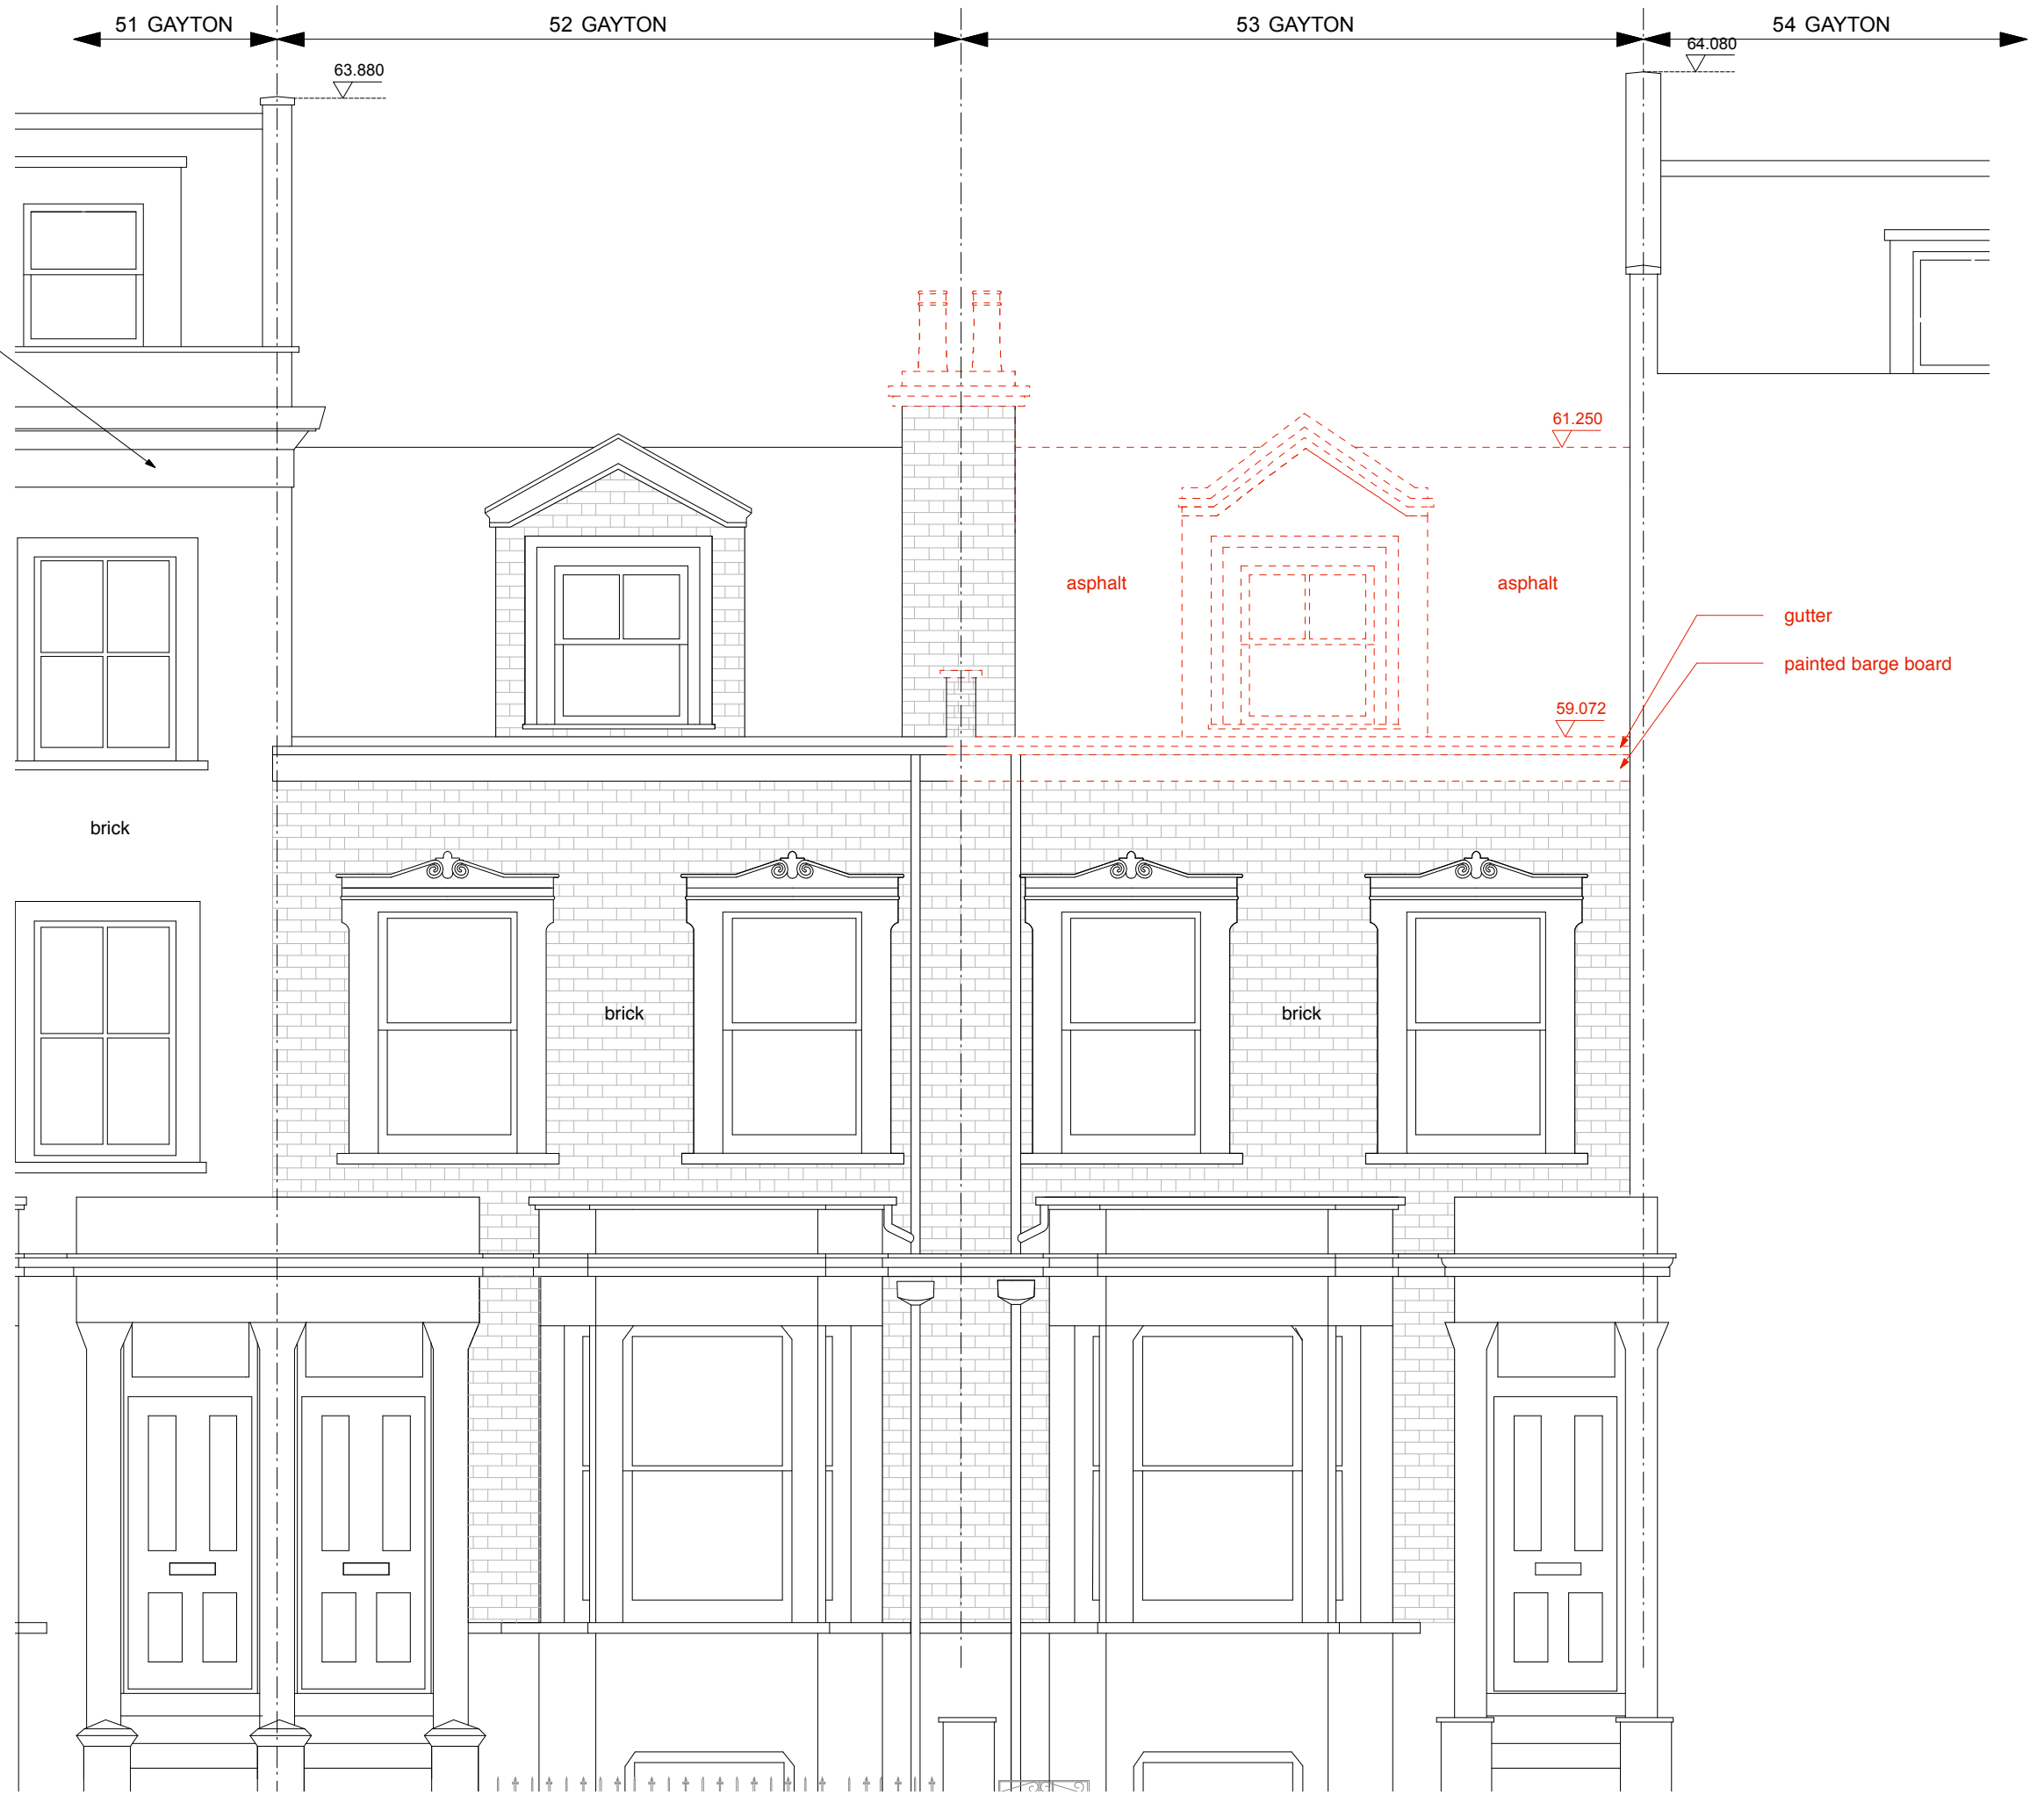 51 GAYTON
52 GAYTON
53 GAYTON
54 GAYTON
63.880
64.080
61.250
asphalt
asphalt
gutter
painted barge board
59.072
brick
brick
brick